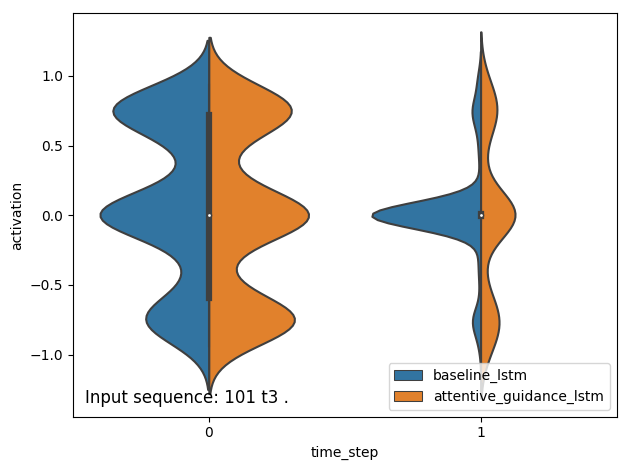 activation
1.0
0.5
0.0
−0.5
−1.0
Input sequence: 101 t3 .
baseline_lstm
attentive_guidance_lstm
0
1
time_step